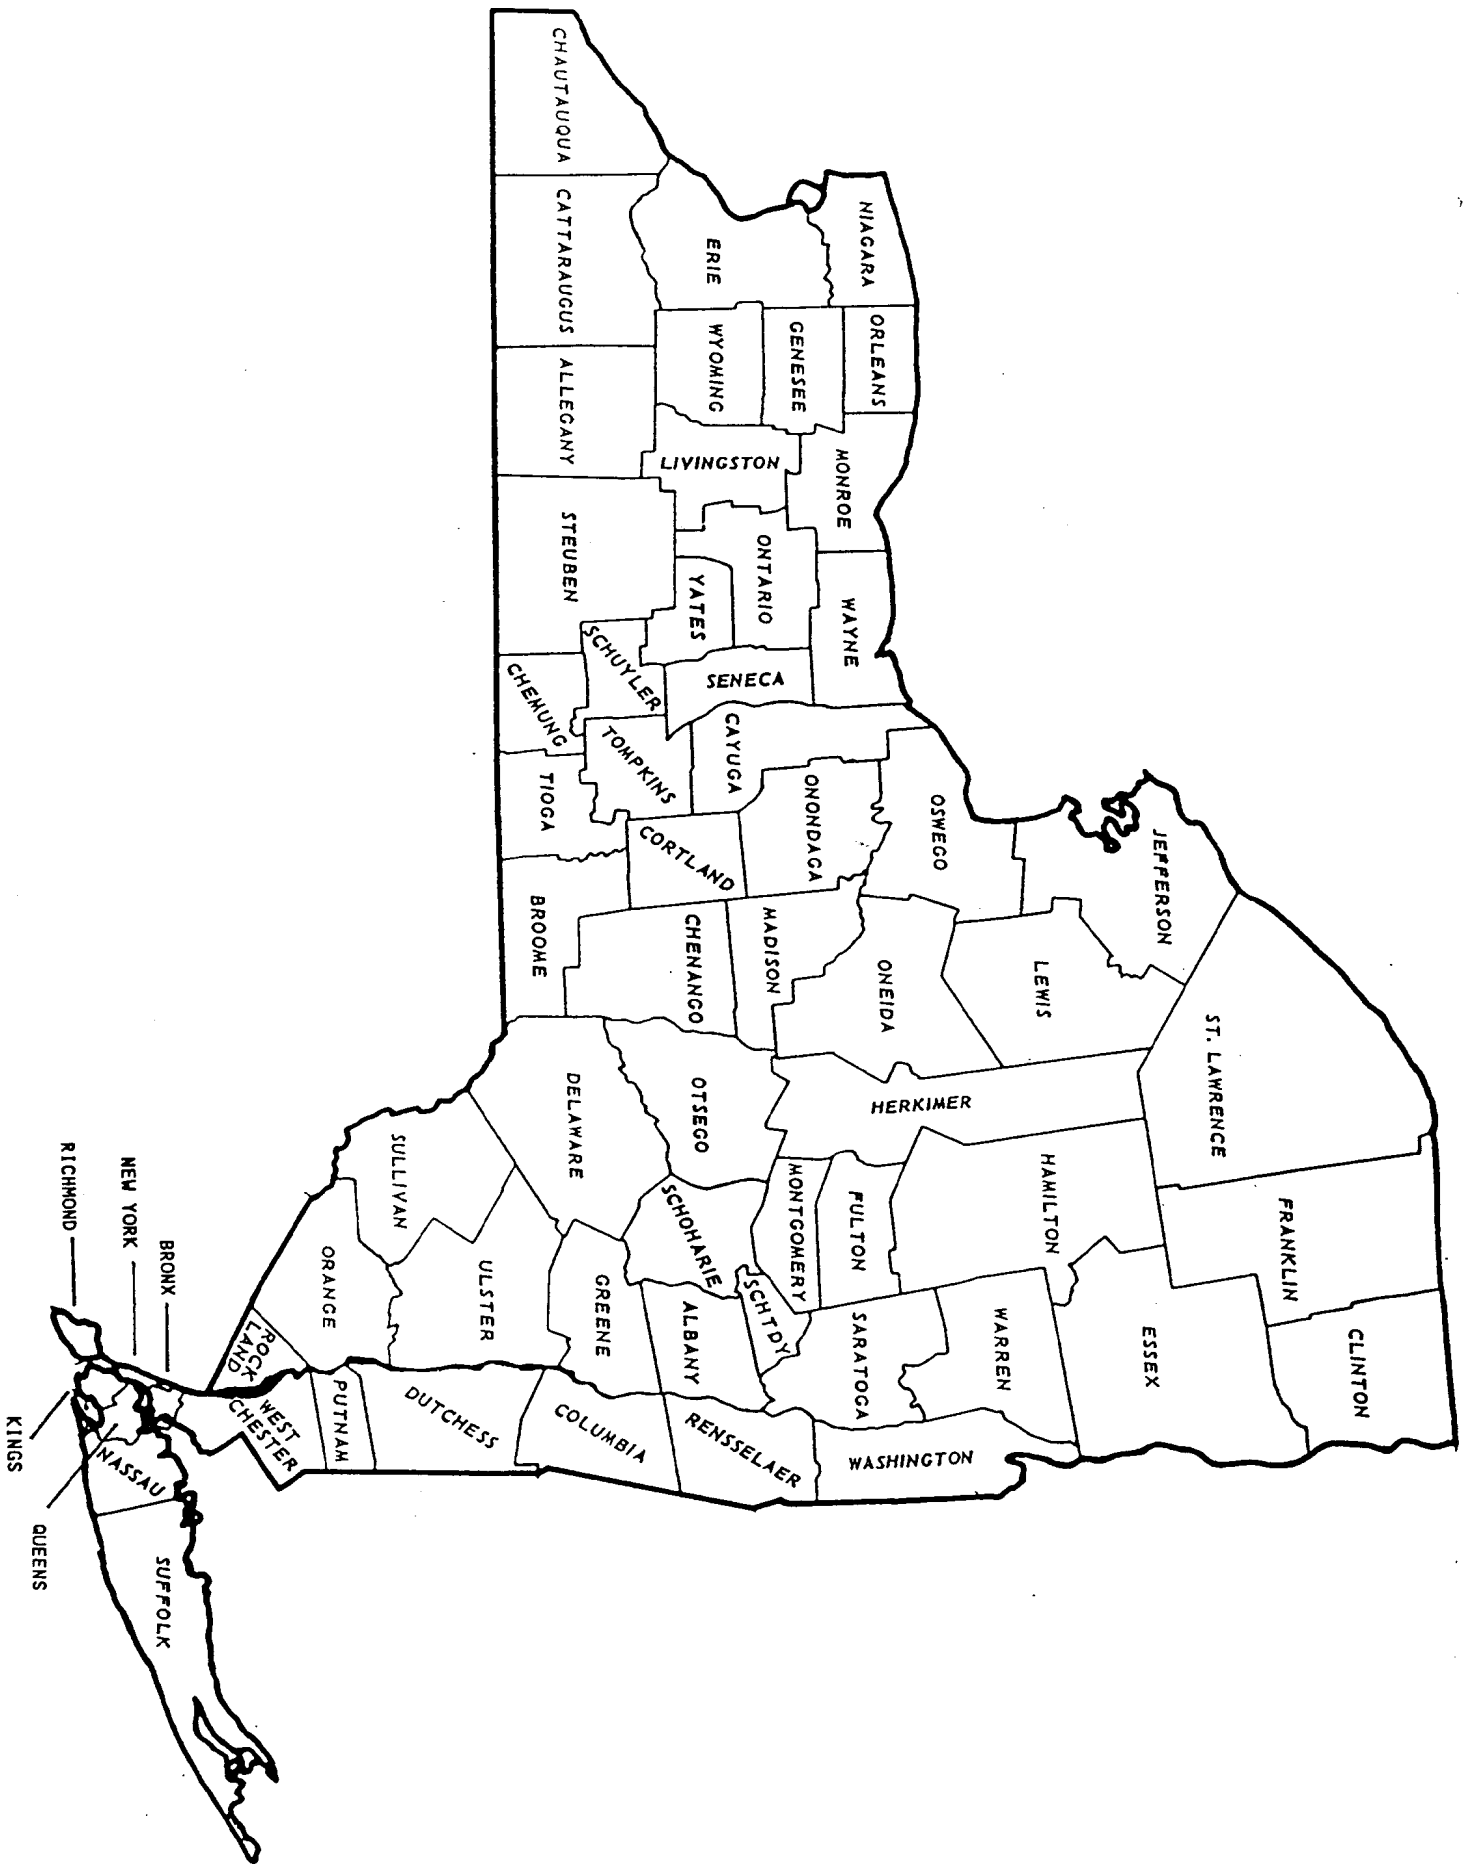 CLINTON
FRANKLIN
ST. LAWRENCE
JEFFERSON
ESSEX
LEWIS
HAMILTON
WARREN
HERKIMER
OSWEGO
ONEIDA
WASHINGTON
NIAGARA
ORLEANS
MONROE
WAYNE
FULTON
SARATOGA
GENESEE
ONONDAGA
MONTGOMERY
ONTARIO
CAYUGA
MADISON
SCHTDY
ERIE
WYOMING
LIVINGSTON
SENECA
YATES
CHENANGO
OTSEGO
SCHOHARIE
ALBANY
RENSSELAER
CORTLAND
SCHUYLER
TOMPKINS
CHAUTAUQUA
CATTARAUGUS
ALLEGANY
STEUBEN
CHEMUNG
TIOGA
BROOME
DELAWARE
GREENE
COLUMBIA
ULSTER
DUTCHESS
SULLIVAN
ORANGE
PUTNAM
ROCK
LAND
WEST
CHESTER
BRONX
NEW YORK
RICHMOND
NASSAU
SUFFOLK
QUEENS
KINGS